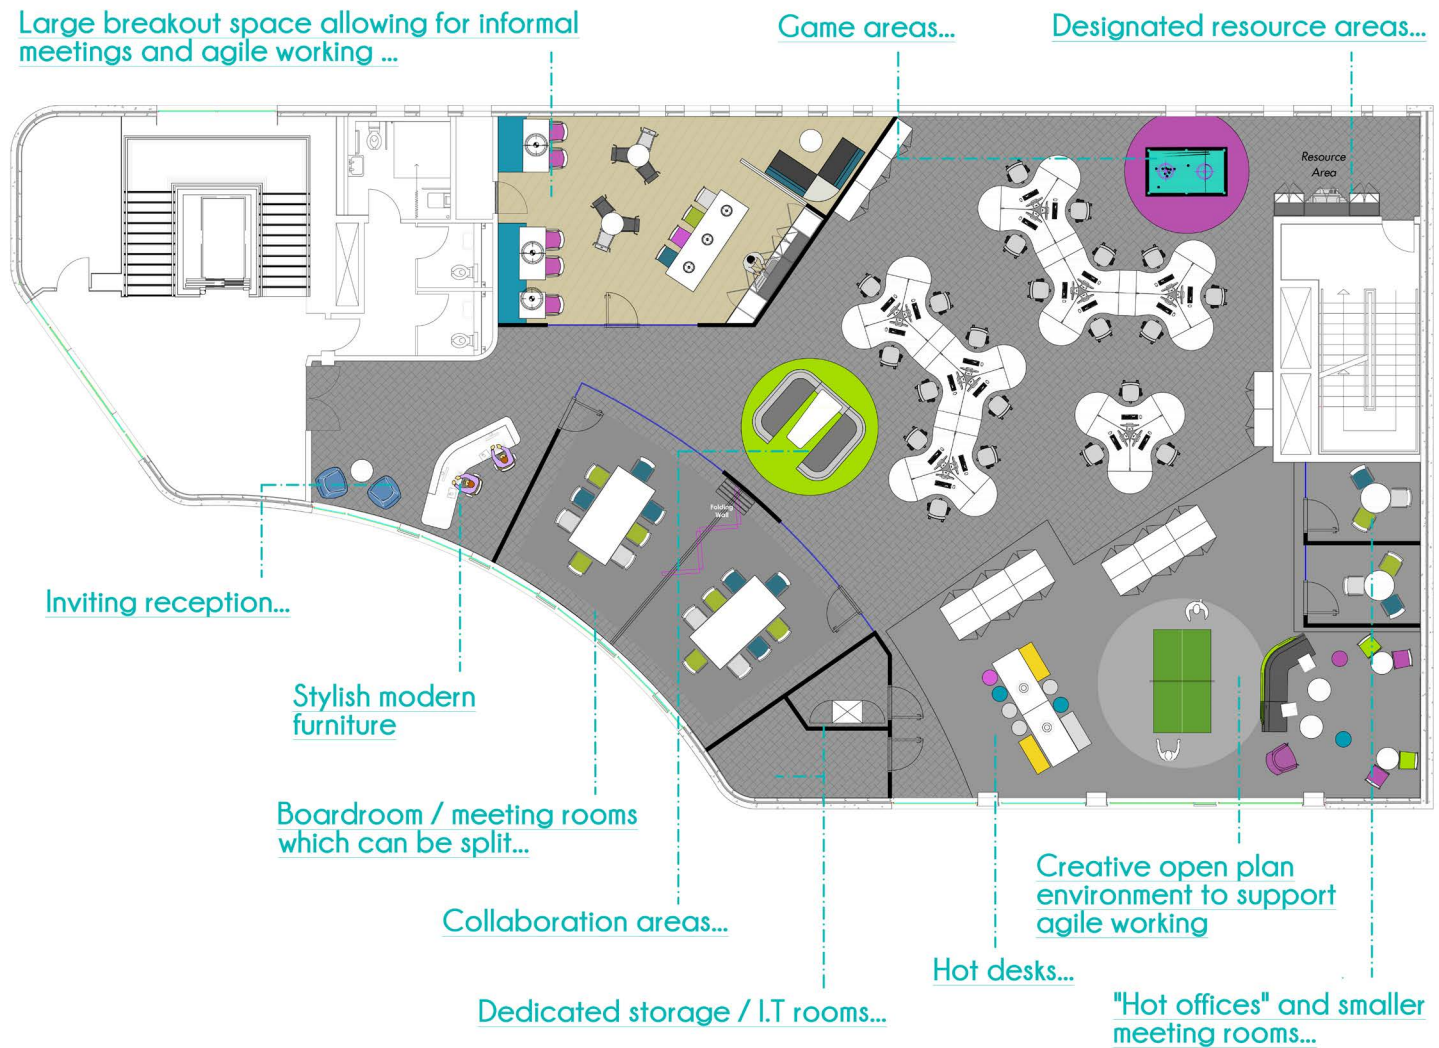 Large breakout space allowing for informal
meetings and agile working ...
Game areas...
Designated resource areas...
Resource
Area
Folding
Wall
Inviting reception...
Stylish modern
furniture
Boardroom / meeting rooms
which can be split...
Collaboration areas...
Dedicated storage / I.T rooms...
Hot desks...
Creative open plan
environment to support
agile working
"Hot offices" and smaller
meeting rooms...